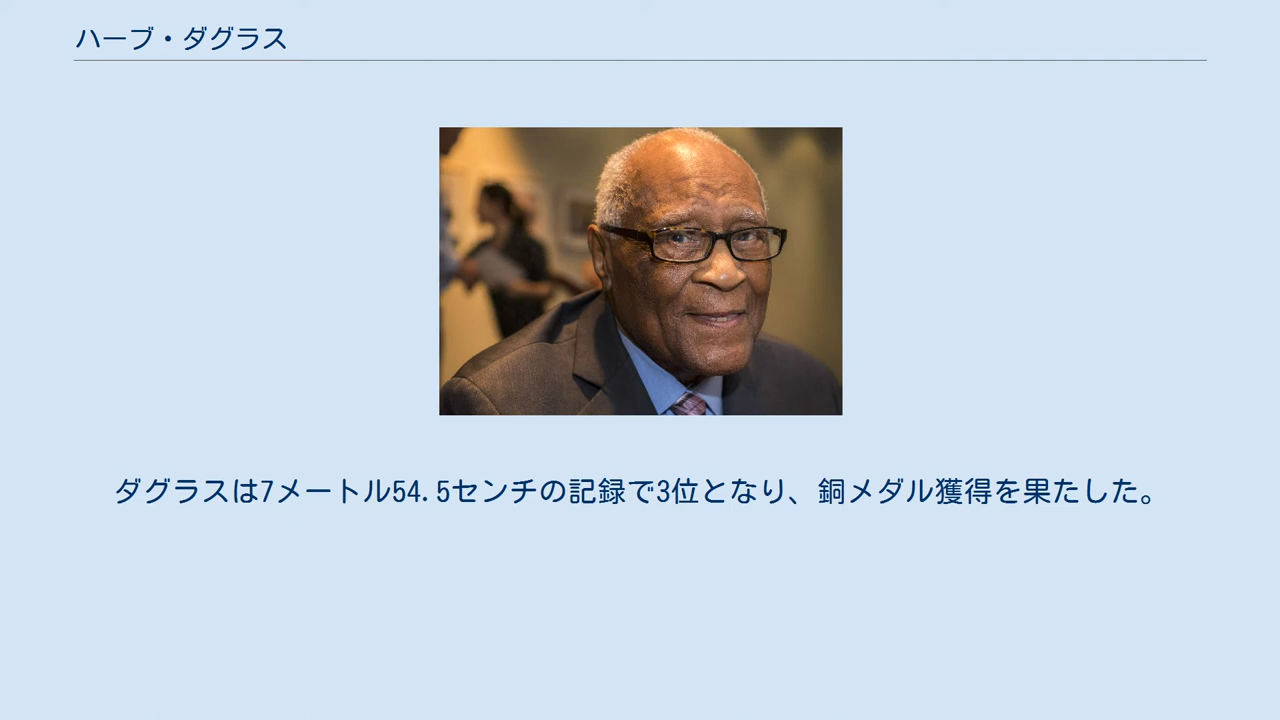 ハーブ・ダグラス
ダグラスは7メートル54.5センチの記録で3位となり、銅メダル獲得を果たした。